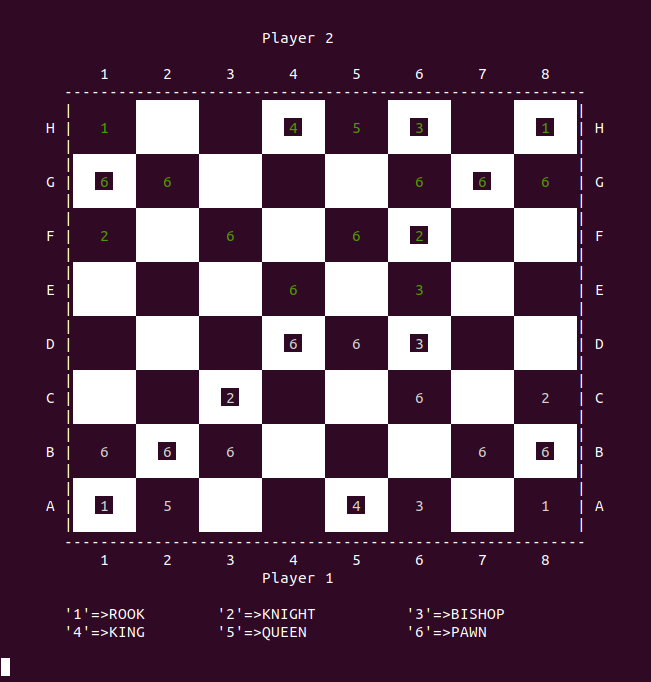 Player 2
1 2 3 4 5 6 7 8
-----------------------------------------------------------
|                                                         |
H | 1 4 5 3 1 | H
|                                                         |
|                                                         |
G | 6 6 6 6 6 | G
|                                                         |
|                                                         |
F | 2 6 6 2 | F
|                                                         |
|                                                         |
E | 6 3 | E
|                                                         |
|                                                         |
D | 6 6 3 | D
|                                                         |
|                                                         |
C | 2 6 2 | C
|                                                         |
|                                                         |
B | 6 6 6 6 6 | B
|                                                         |
|                                                         |
A | 1 5 4 3 1 | A
|                                                         |
-----------------------------------------------------------
1 2 3 4 5 6 7 8
Player 1
'1'=>ROOK '2'=>KNIGHT '3'=>BISHOP
'4'=>KING '5'=>QUEEN '6'=>PAWN